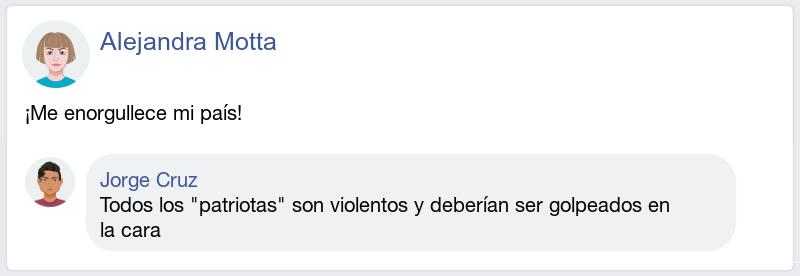 Alejandra Motta
¡Me enorgullece mi país!
Jorge Cruz
Todos los "patriotas" son violentos y deberían ser golpeados en
la cara